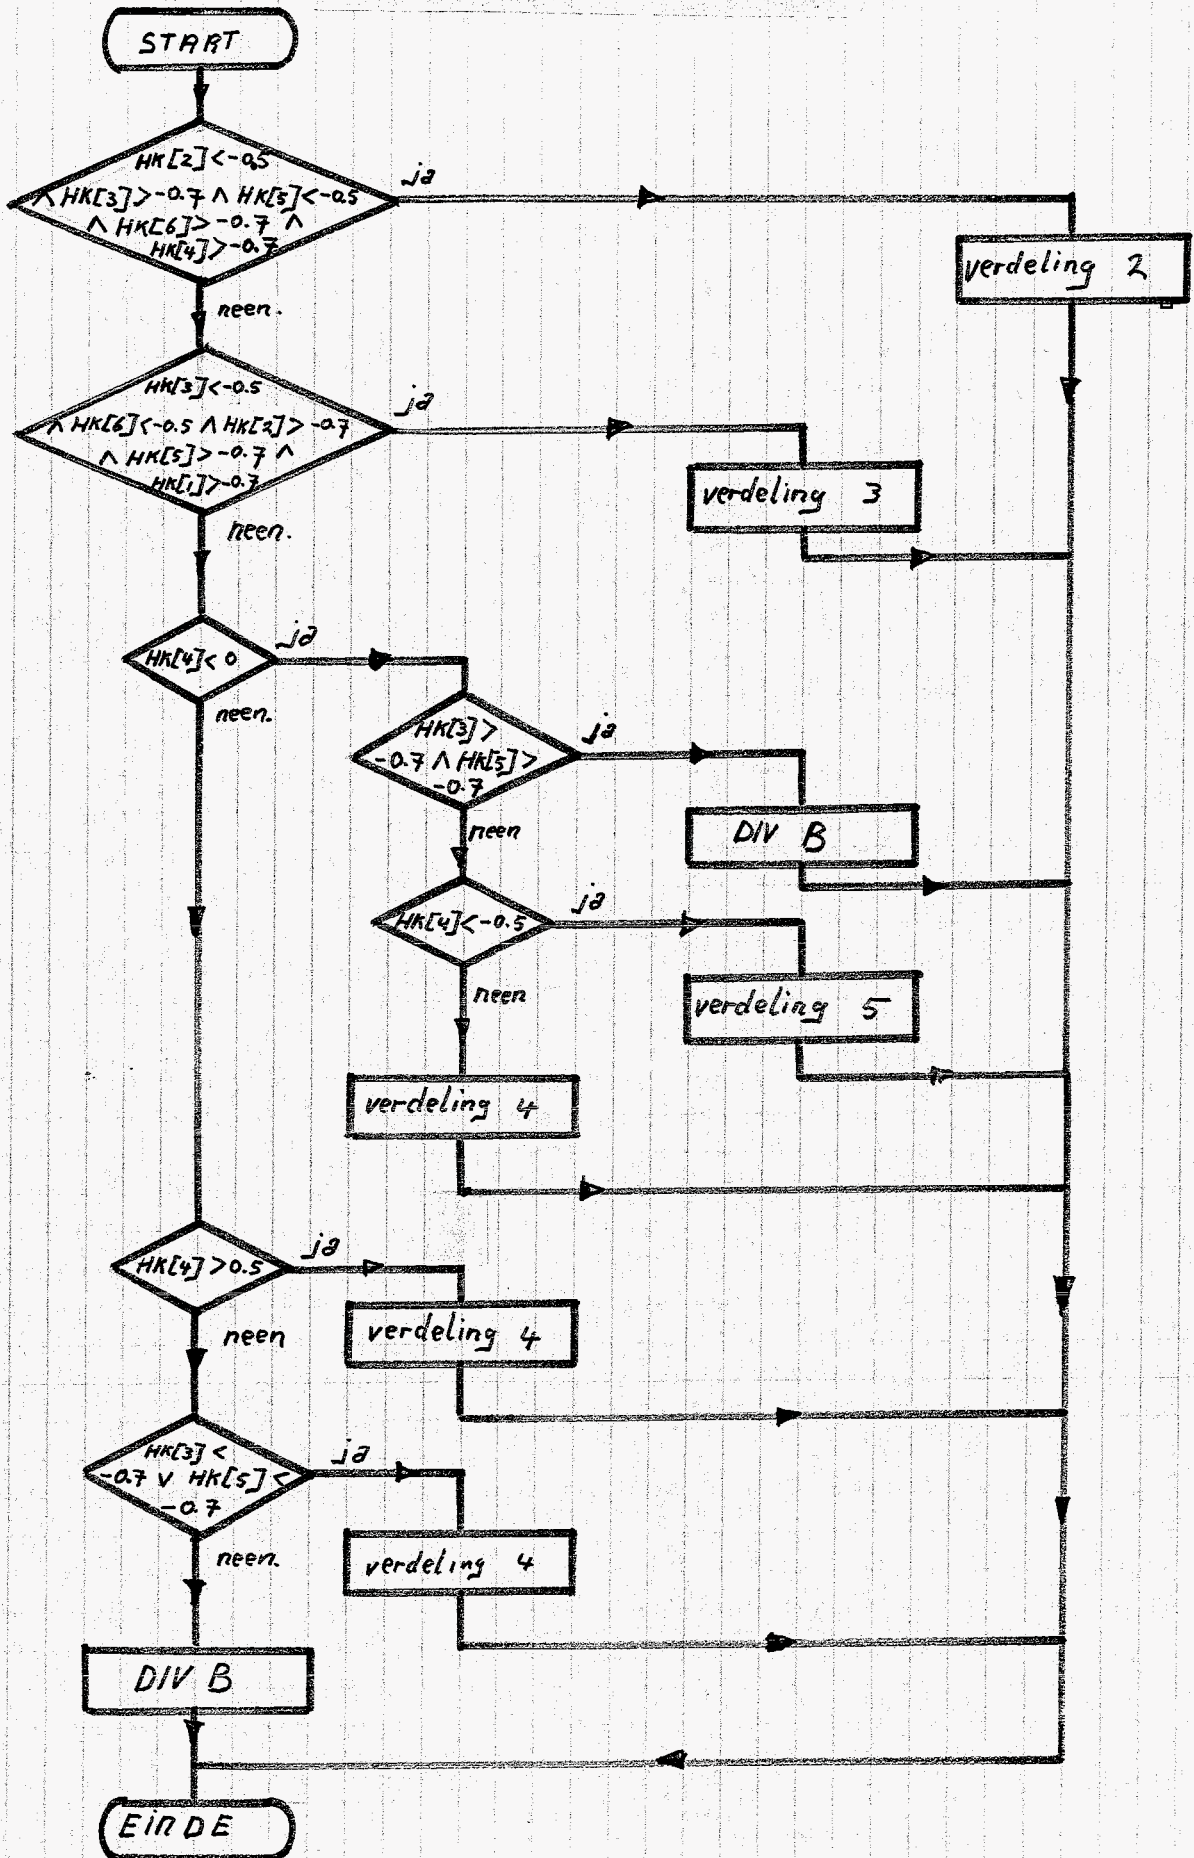 START
HK[2]<-0.5
∧ HK[3]>-0.7 ∧ HK[5]<-0.5
∧ HK[6]>-0.7 ∧
HK[4]>-0.7
ja
verdeling 2
neen.
HK[3]<-0.5
∧ HK[6]<-0.5 ∧ HK[2]>-0.7
∧ HK[5]>-0.7 ∧
HK[1]>-0.7
ja
verdeling 3
neen.
HK[4]<0
ja
neen.
HK[3]>
-0.7 ∧ HK[5]>
-0.7
ja
DIV B
neen
HK[4]<-0.5
ja
verdeling 5
neen
verdeling 4
HK[4]>0.5
ja
verdeling 4
neen
HK[3]<
-0.7 ∨ HK[5]<
-0.7
ja
verdeling 4
neen.
DIV B
EiNDE